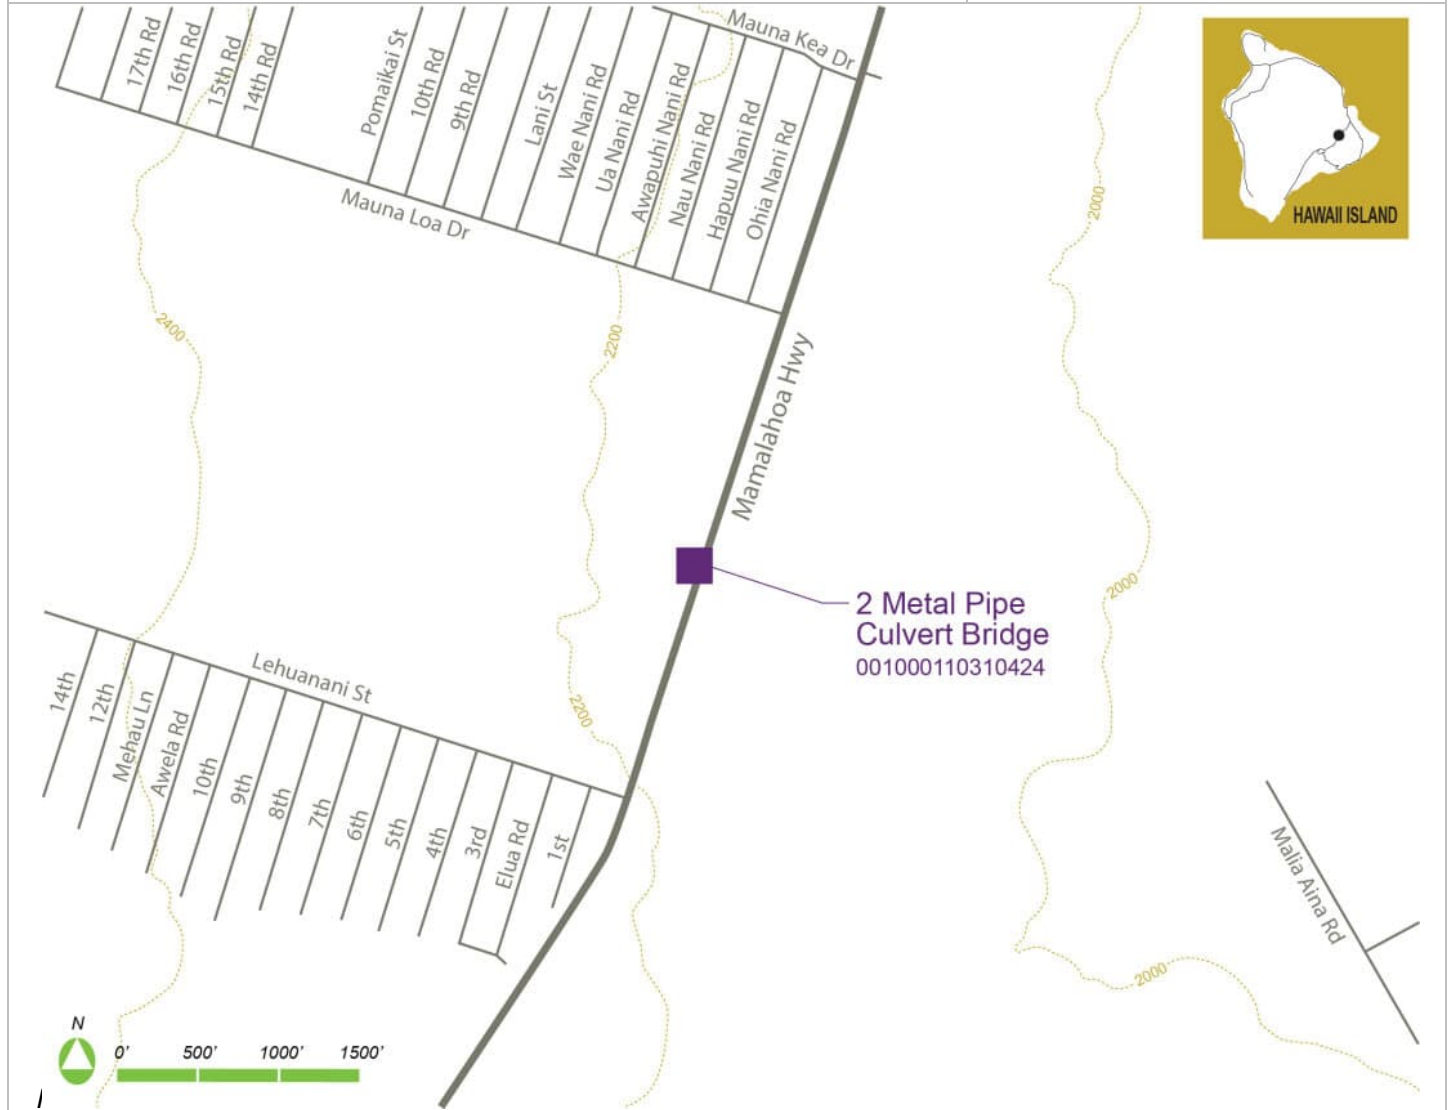 Mauna Kea Dr
17th Rd
16th Rd
15th Rd
14th Rd
Pomaikai St
10th Rd
9th Rd
Lani St
Wae Nani Rd
Ua Nani Rd
Awapuhi Nani Rd
Nau Nani Rd
Hapuu Nani Rd
Ohia Nani Rd
HAWAII ISLAND
2000
Mauna Loa Dr
2400
2200
Mamalahoa Hwy
2 Metal Pipe
Culvert Bridge
001000110310424
2000
Lehuanani St
14th
12th
Mehau Ln
Awela Rd
10th
9th
8th
7th
6th
5th
4th
3rd
Elua Rd
1st
2200
Malia Aina Rd
2000
N
0' 500' 1000' 1500'